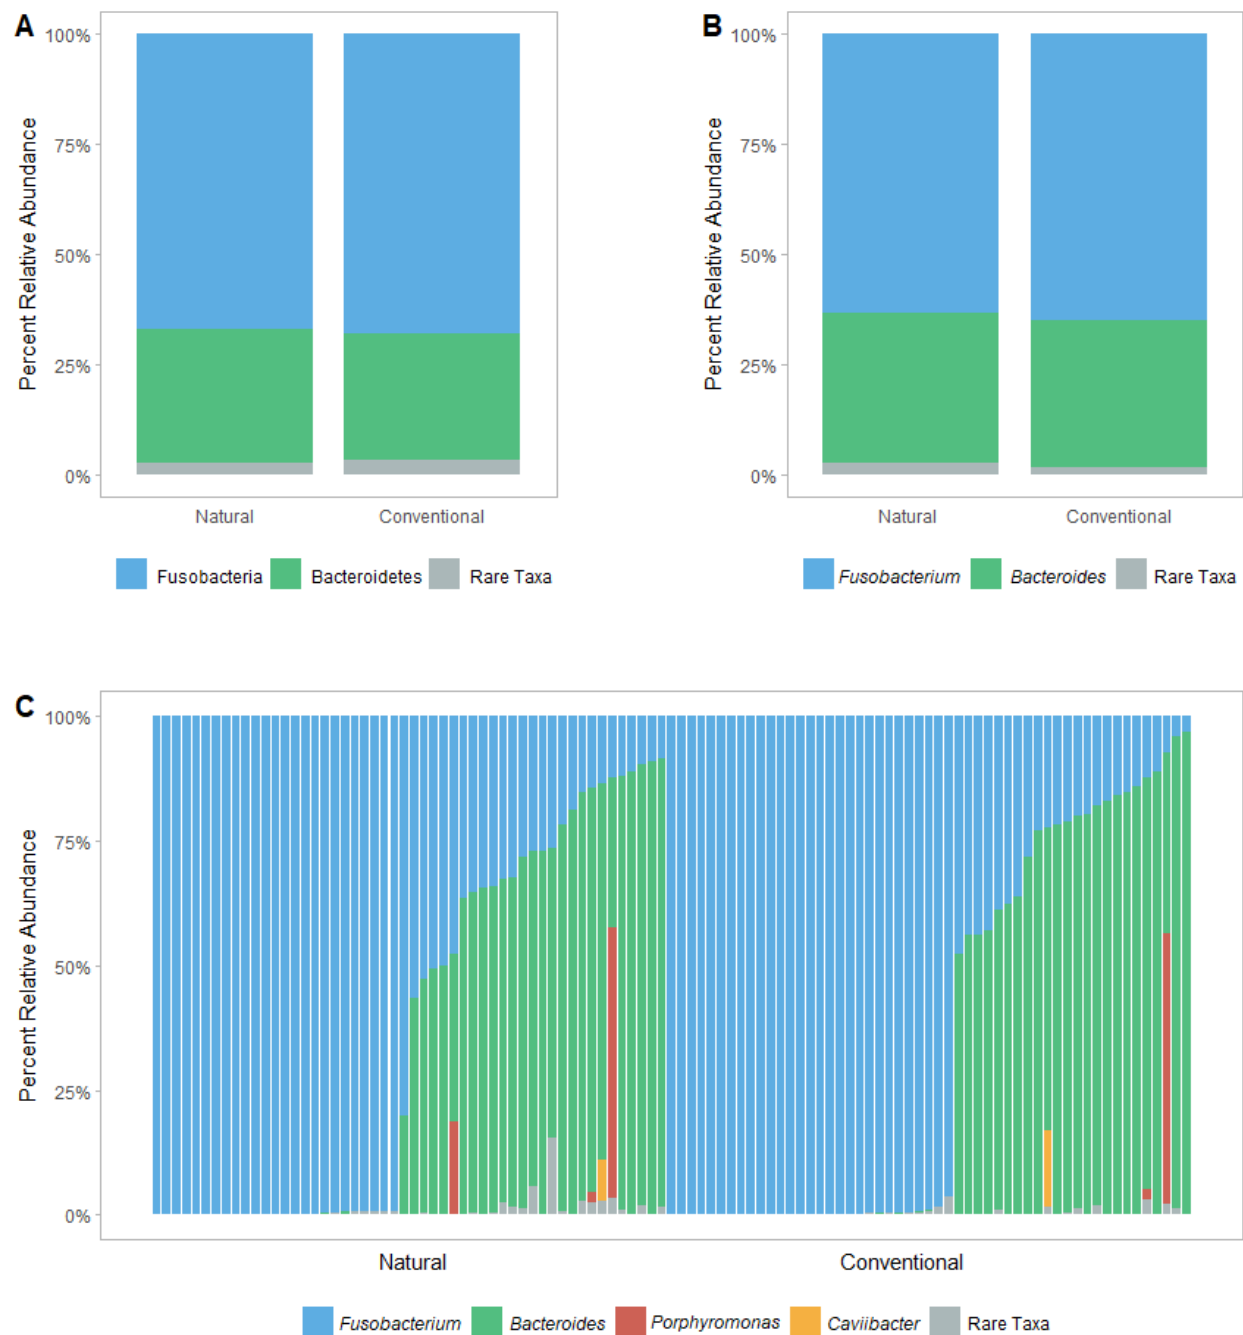 A
Percent Relative Abundance
100%
75%
50%
25%
0%
Natural Conventional
Fusobacteria Bacteroidetes Rare Taxa
B
Percent Relative Abundance
100%
75%
50%
25%
0%
Natural Conventional
Fusobacterium Bacteroides Rare Taxa
C
Percent Relative Abundance
100%
75%
50%
25%
0%
Natural Conventional
Fusobacterium Bacteroides Porphyromonas Caviibacter Rare Taxa